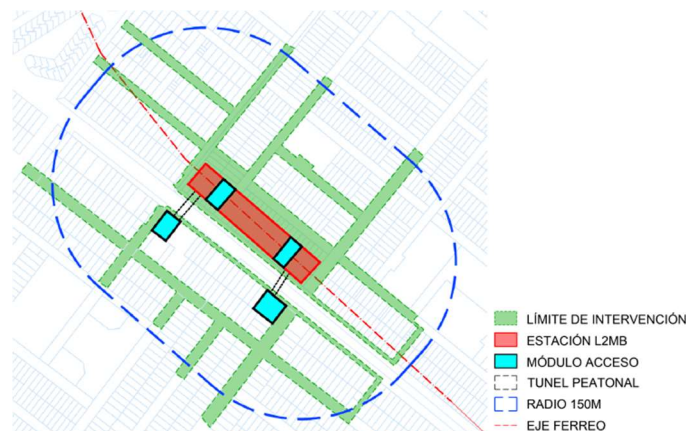 LÍMITE DE INTERVENCIÓN
ESTACIÓN L2MB
MÓDULO ACCESO
TUNEL PEATONAL
RADIO 150M
EJE FERREO